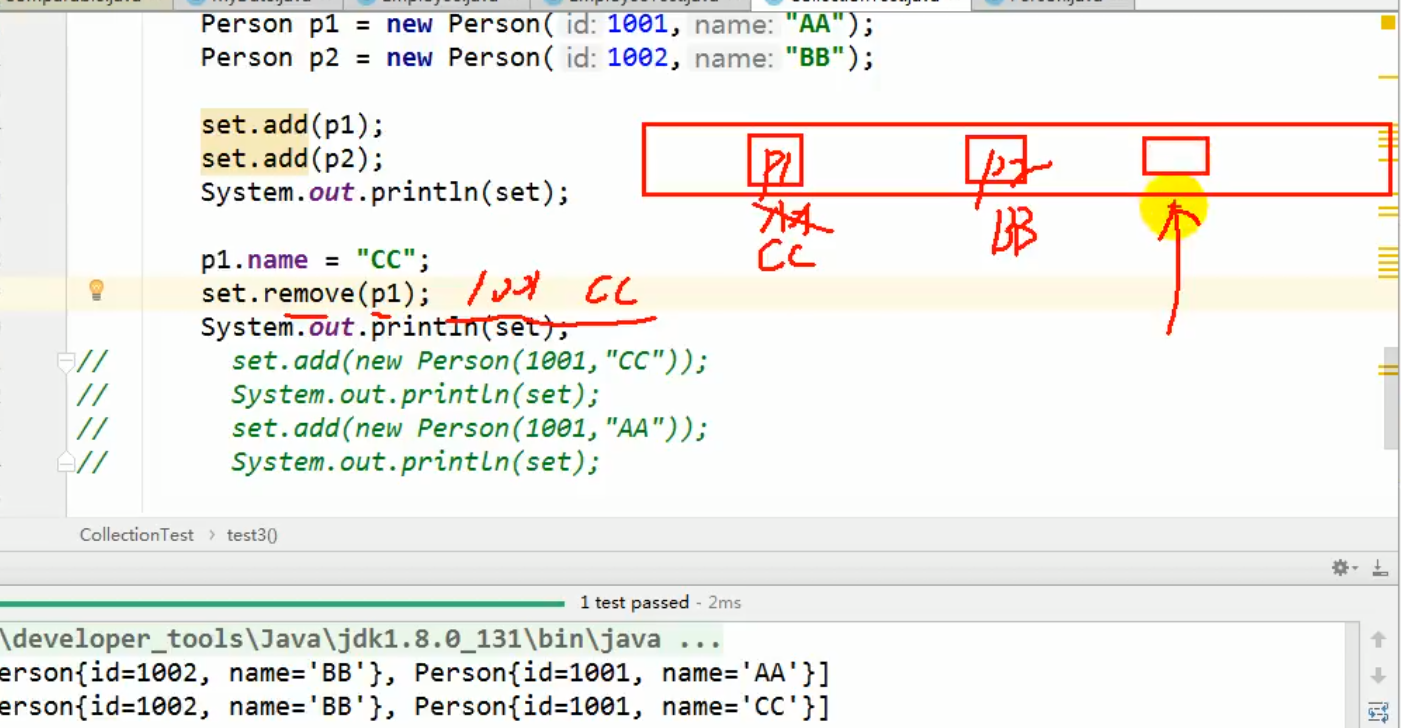 Person p1 = new Person( id: 1001, name: "AA");
Person p2 = new Person( id: 1002, name: "BB");
set.add(p1);
set.add(p2);
System.out.println(set);
p1
p2
AA
CC
BB
p1.name = "CC";
set.remove(p1); 1001 CC
System.out.println(set);
// set.add(new Person(1001,"CC"));
// System.out.println(set);
// set.add(new Person(1001,"AA"));
// System.out.println(set);
CollectionTest › test3()
1 test passed - 2ms
\developer_tools\Java\jdk1.8.0_131\bin\java ...
erson{id=1002, name='BB'}, Person{id=1001, name='AA'}]
erson{id=1002, name='BB'}, Person{id=1001, name='CC'}]